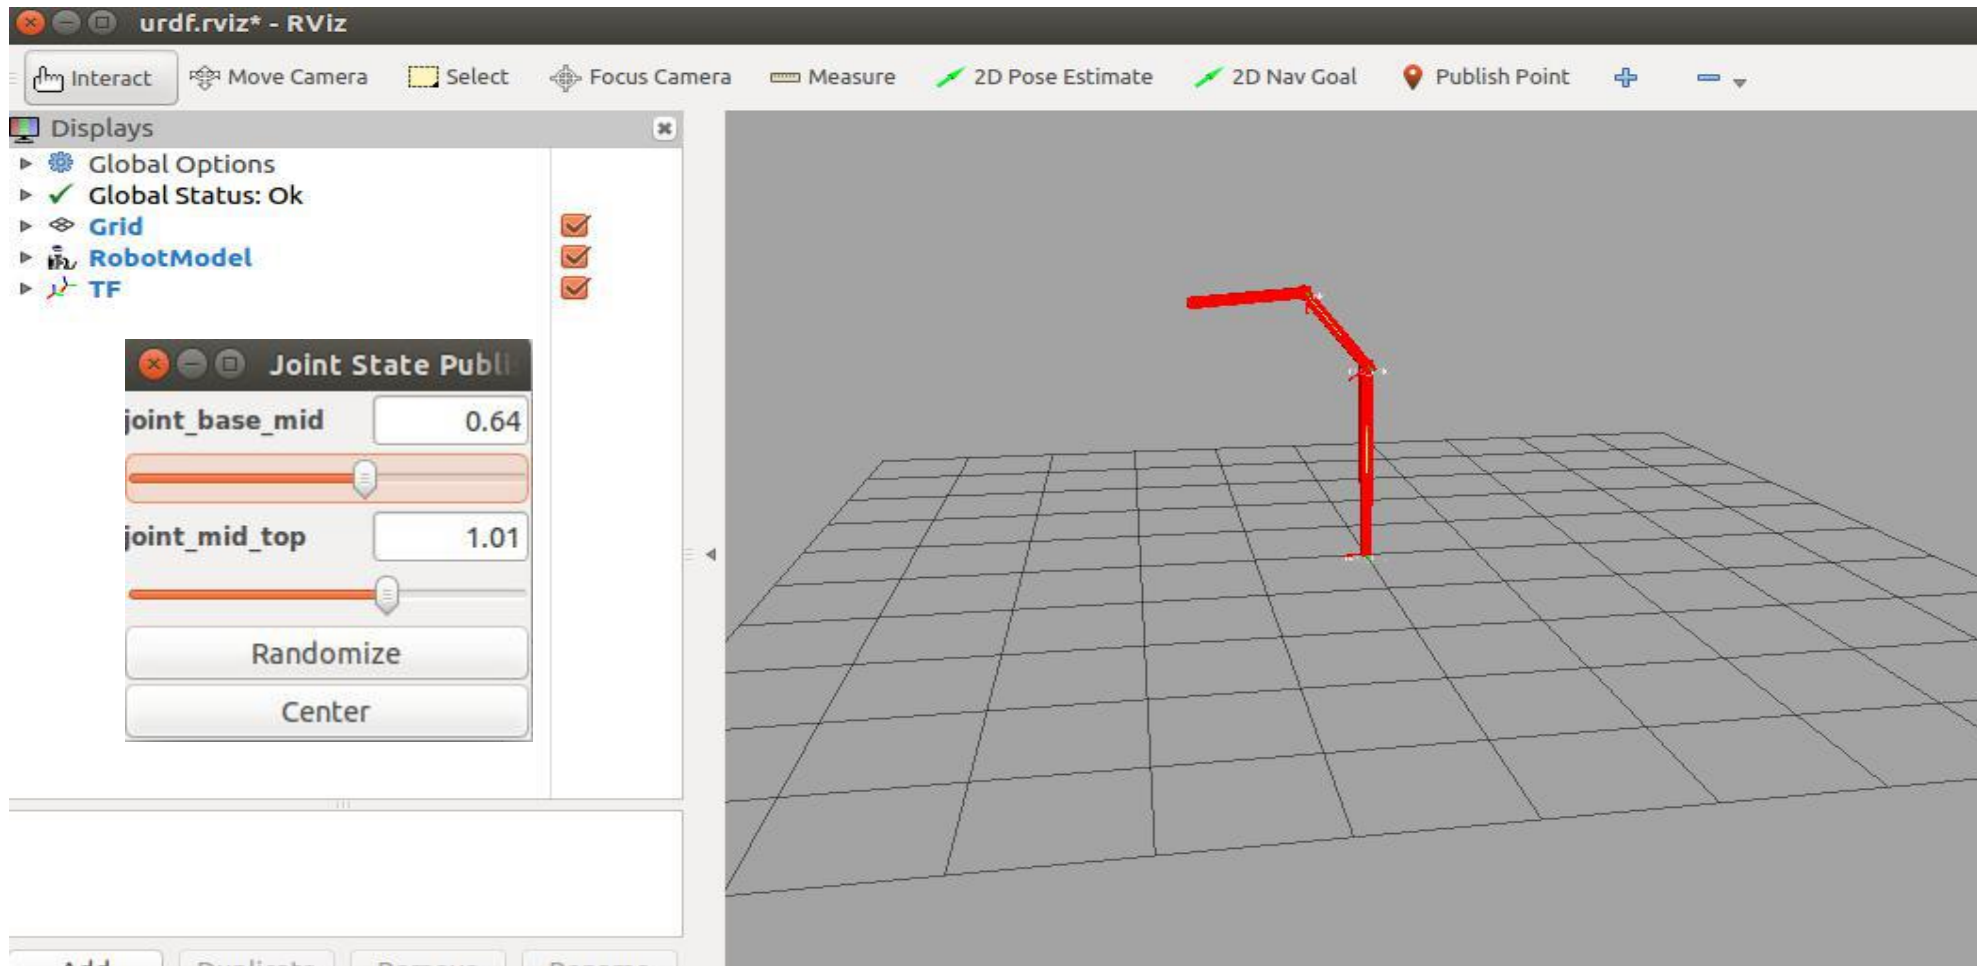 urdf.rviz* - RViz
Interact Move Camera Select Focus Camera Measure 2D Pose Estimate 2D Nav Goal Publish Point
Displays
Global Options
Global Status: Ok
Grid
RobotModel
TF
Joint State Publi
joint_base_mid 0.64
joint_mid_top 1.01
Randomize
Center